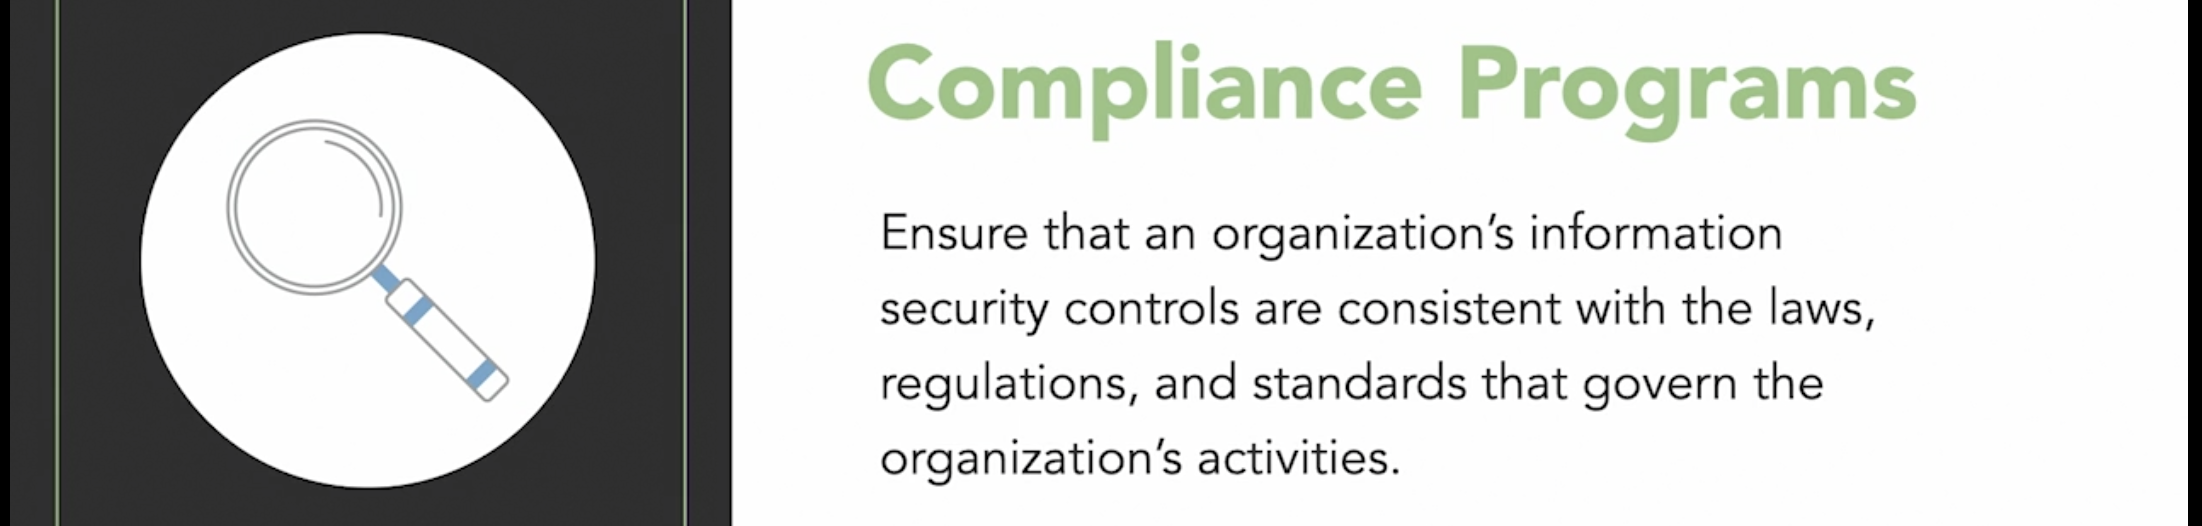 Compliance Programs
Ensure that an organization’s information
security controls are consistent with the laws,
regulations, and standards that govern the
organization’s activities.